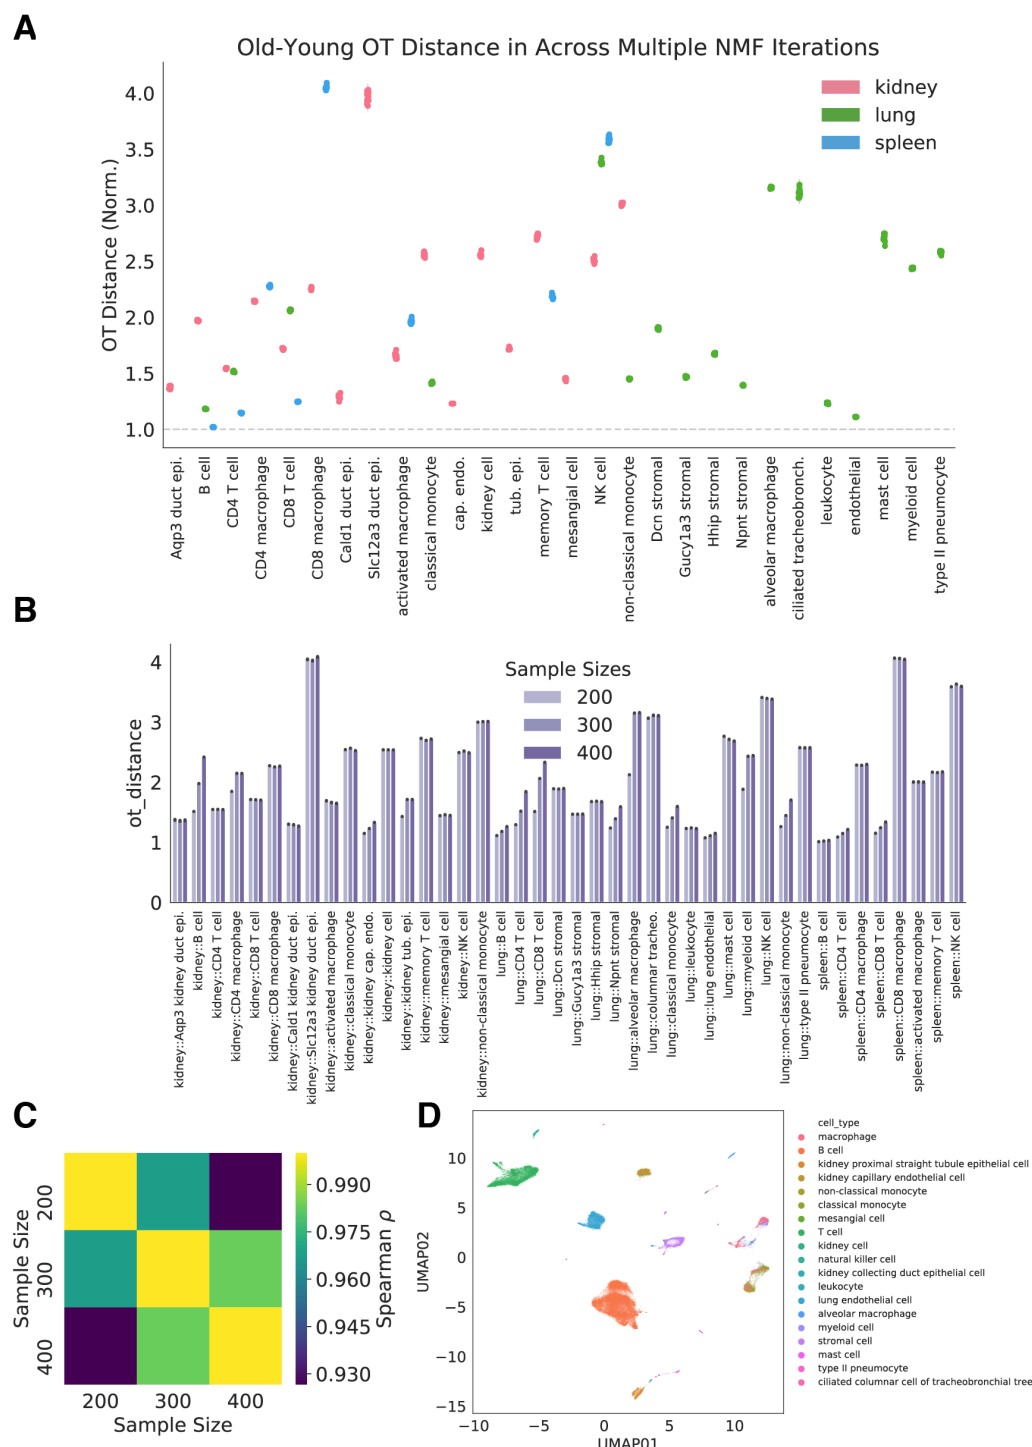 A
Old-Young OT Distance in Across Multiple NMF Iterations
OT Distance (Norm.)
4.0
3.5
3.0
2.5
2.0
1.5
1.0
kidney
lung
spleen
Aqp3 duct epi.
B cell
CD4 T cell
CD4 macrophage
CD8 T cell
CD8 macrophage
Cald1 duct epi.
Slc12a3 duct epi.
activated macrophage
classical monocyte
cap. endo.
kidney cell
tub. epi.
memory T cell
mesangial cell
NK cell
non-classical monocyte
Dcn stromal
Gucy1a3 stromal
Hhip stromal
Npnt stromal
alveolar macrophage
ciliated tracheobronch.
leukocyte
endothelial
mast cell
myeloid cell
type II pneumocyte
B
ot_distance
4
3
2
1
0
Sample Sizes
200
300
400
kidney::Aqp3 kidney duct epi.
kidney::B cell
kidney::CD4 T cell
kidney::CD4 macrophage
kidney::CD8 T cell
kidney::CD8 macrophage
kidney::Cald1 kidney duct epi.
kidney::Slc12a3 kidney duct epi.
kidney::activated macrophage
kidney::classical monocyte
kidney::kidney cap. endo.
kidney::kidney cell
kidney::kidney tub. epi.
kidney::memory T cell
kidney::mesangial cell
kidney::NK cell
kidney::non-classical monocyte
lung::B cell
lung::CD4 T cell
lung::CD8 T cell
lung::Dcn stromal
lung::Gucy1a3 stromal
lung::Hhip stromal
lung::Npnt stromal
lung::alveolar macrophage
lung::columnar tracheo.
lung::classical monocyte
lung::leukocyte
lung::lung endothelial
lung::mast cell
lung::myeloid cell
lung::NK cell
lung::non-classical monocyte
lung::type II pneumocyte
spleen::B cell
spleen::CD4 T cell
spleen::CD4 macrophage
spleen::CD8 T cell
spleen::CD8 macrophage
spleen::activated macrophage
spleen::memory T cell
spleen::NK cell
C
Sample Size
200
300
400
200 300 400
Sample Size
0.990
0.975
0.960
0.945
0.930
Spearman ρ
D
UMAP02
10
5
0
−5
−10
−15
−10 −5 0 5 10
UMAP01
cell_type
macrophage
B cell
kidney proximal straight tubule epithelial cell
kidney capillary endothelial cell
non-classical monocyte
classical monocyte
mesangial cell
T cell
kidney cell
natural killer cell
kidney collecting duct epithelial cell
leukocyte
lung endothelial cell
alveolar macrophage
myeloid cell
stromal cell
mast cell
type II pneumocyte
ciliated columnar cell of tracheobronchial tree